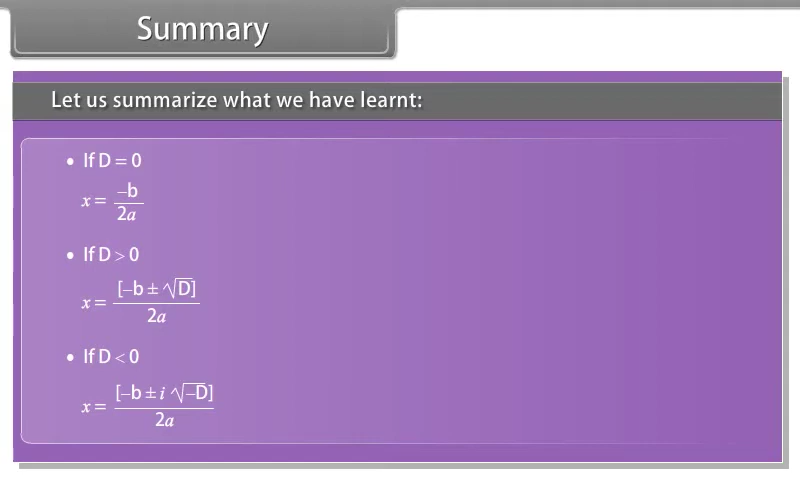 Summary
Let us summarize what we have learnt:
• If D = 0
x = –b / 2a
• If D > 0
x = [–b ± √D] / 2a
• If D < 0
x = [–b ± i √–D] / 2a